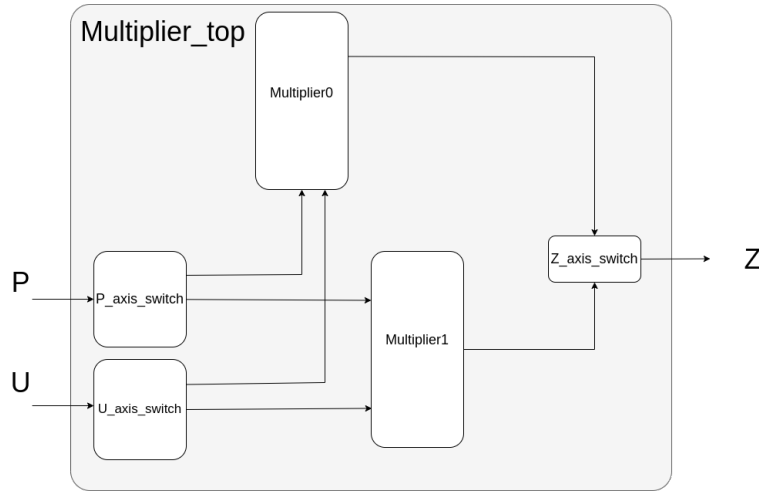 Multiplier_top
Multiplier0
Z_axis_switch
Z
P
P_axis_switch
Multiplier1
U
U_axis_switch